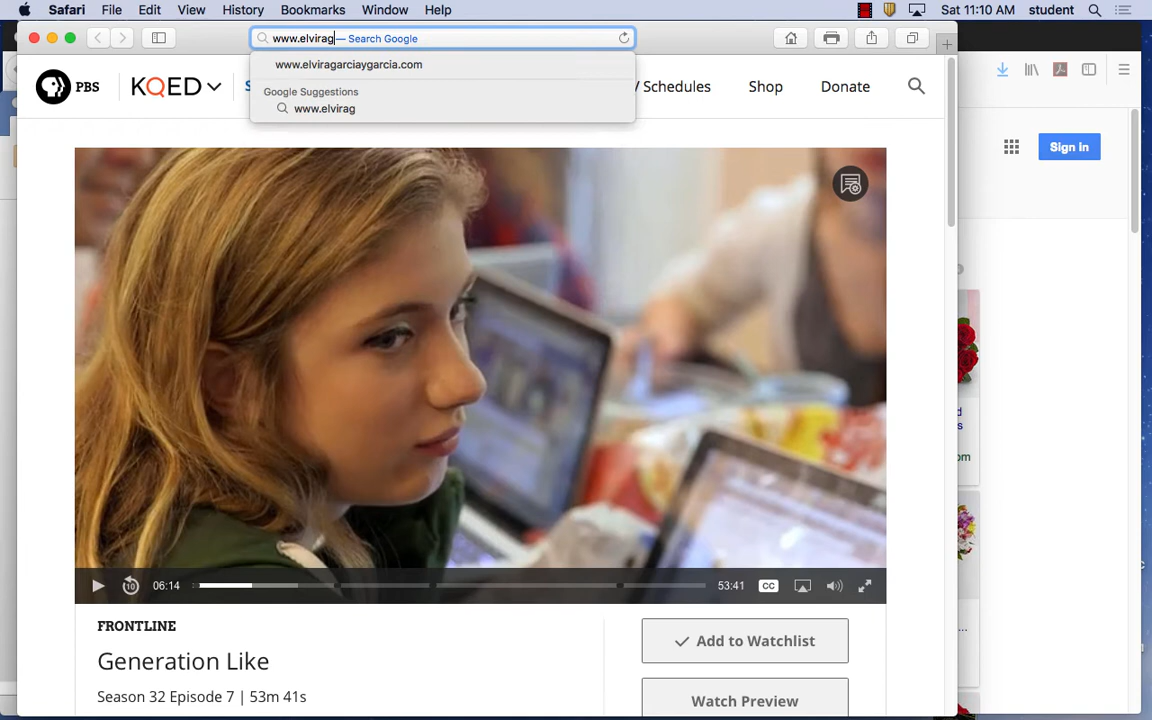 Safari File Edit View History Bookmarks Window Help Sat 11:10 AM student
www.elvirag — Search Google
www.elviragarciaygarcia.com
Google Suggestions
www.elvirag
PBS KQED S / Schedules Shop Donate
Sign in
d
s
om
...
06:14 53:41 CC
10
FRONTLINE
Generation Like
Season 32 Episode 7 | 53m 41s
Add to Watchlist
Watch Preview